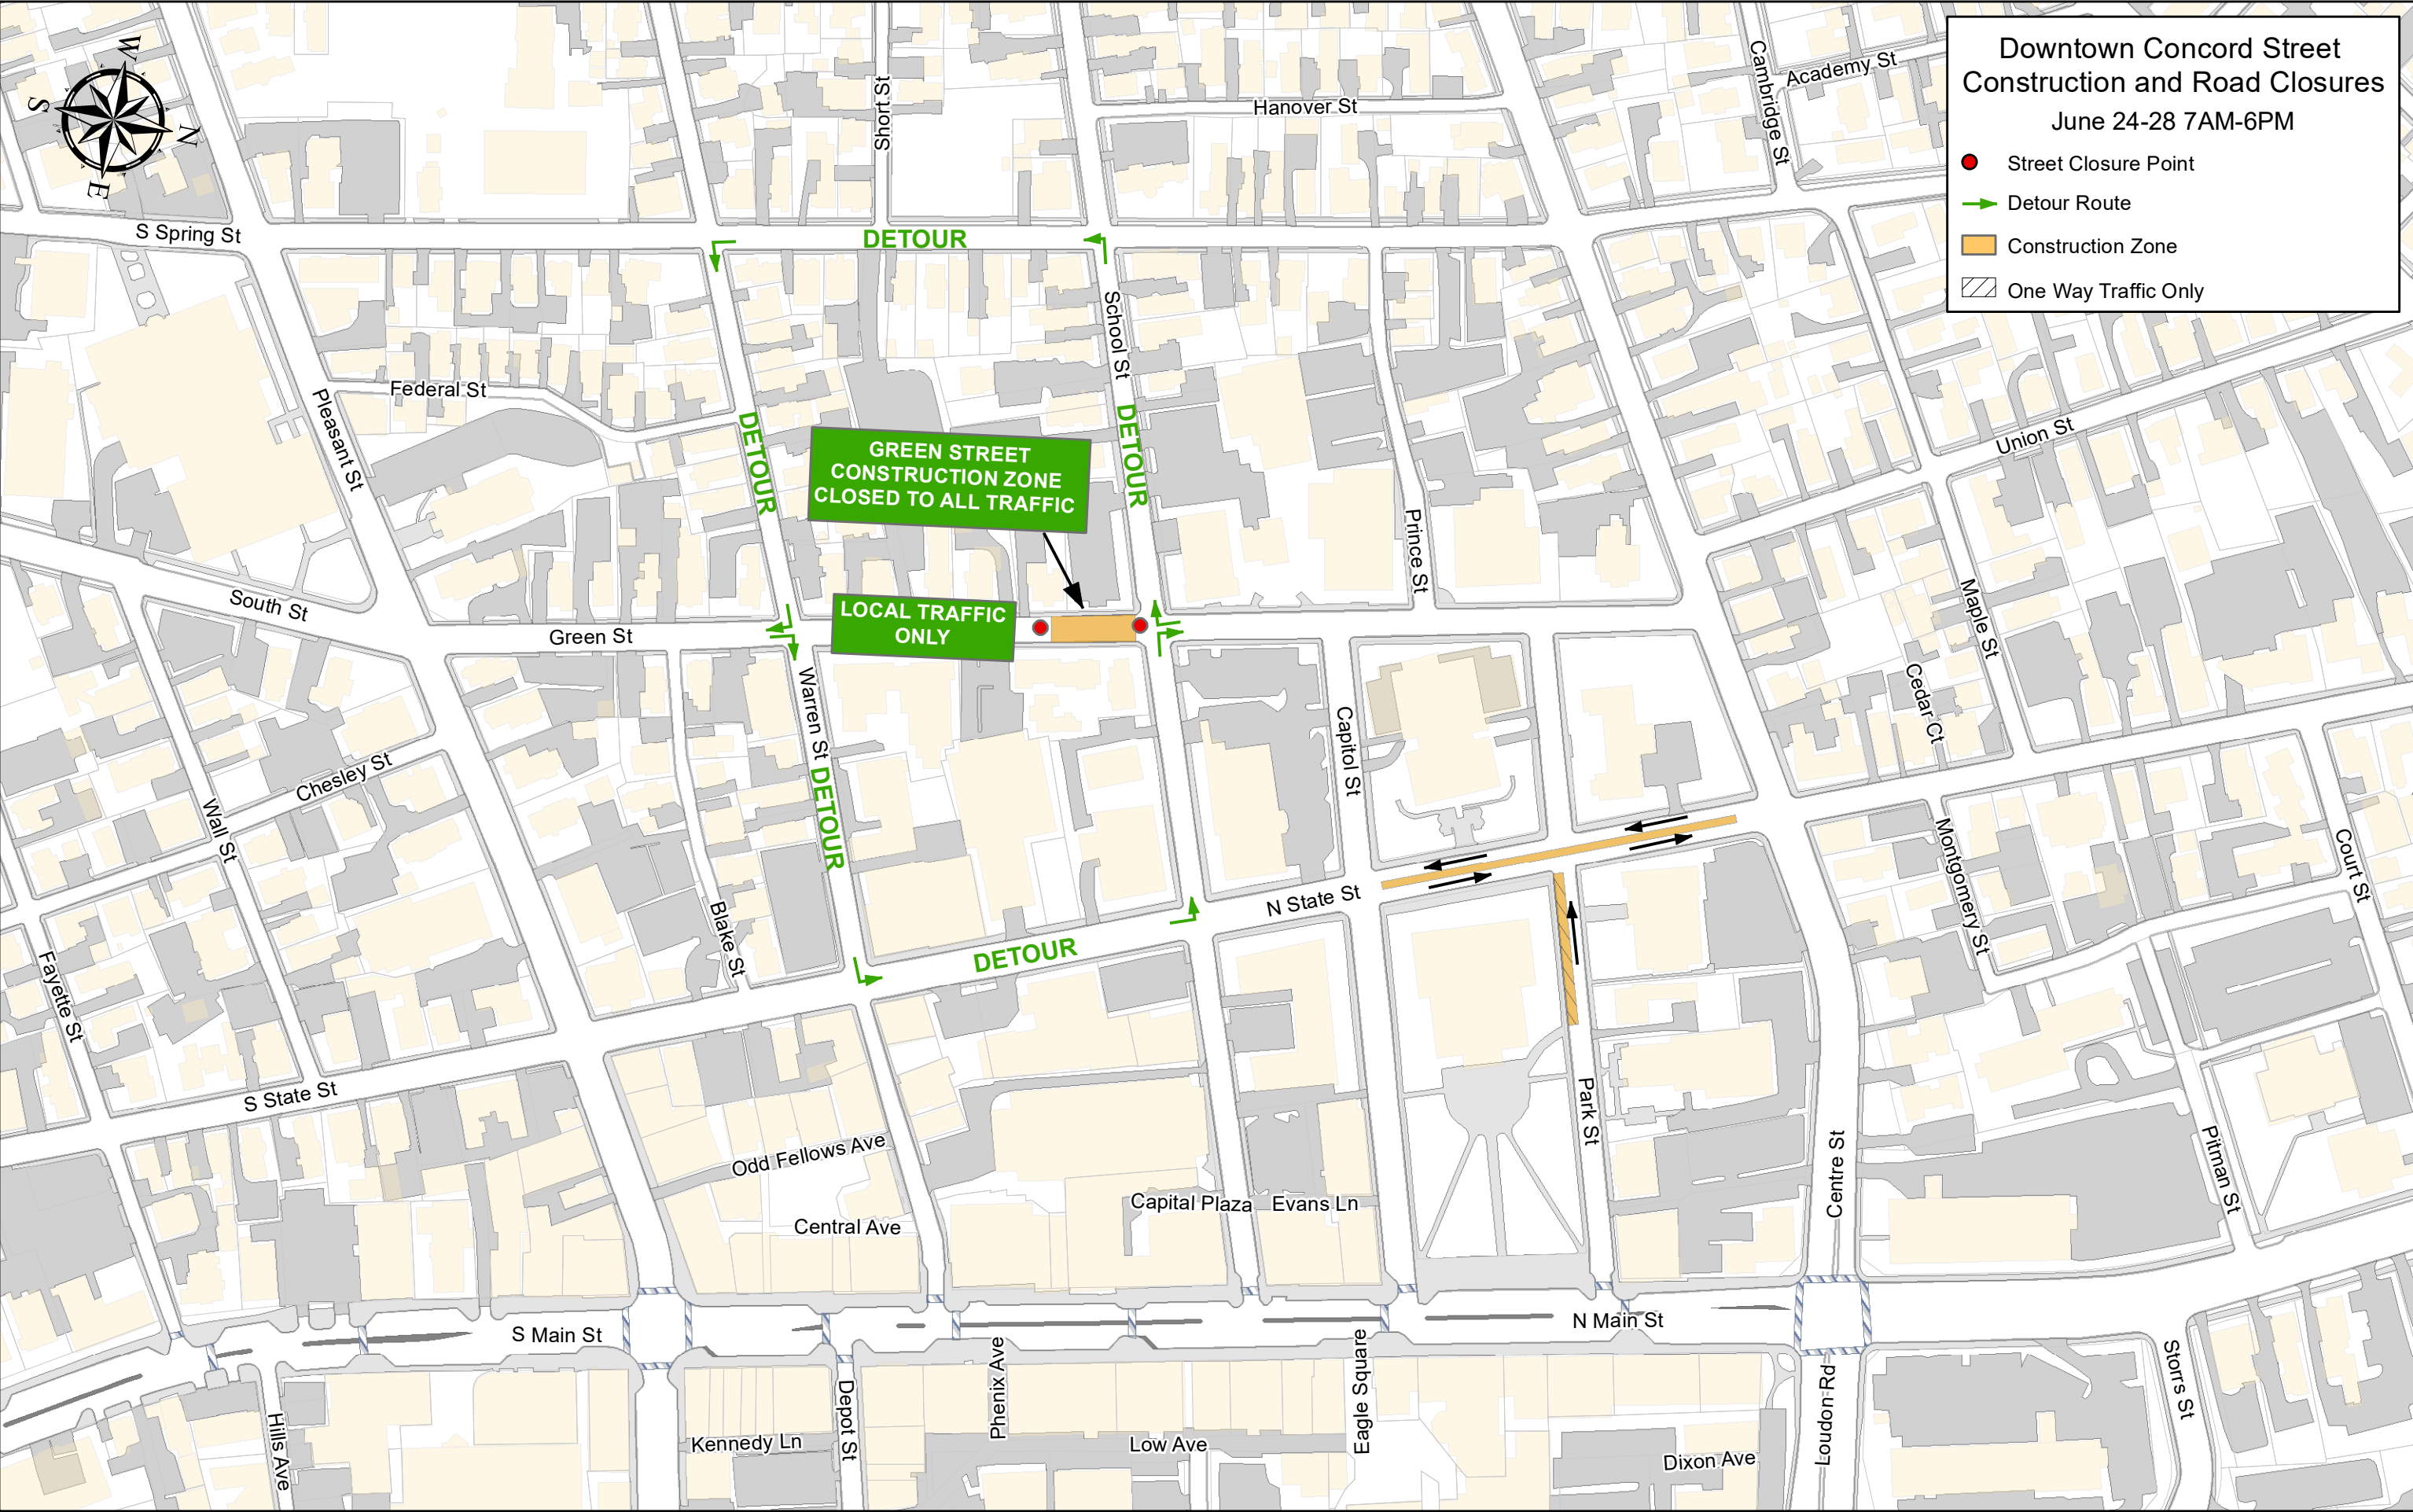 Downtown Concord Street
Construction and Road Closures
June 24-28 7AM-6PM
Street Closure Point
Detour Route
Construction Zone
One Way Traffic Only
W
S
N
E
Short St
Cambridge St
Academy St
Hanover St
S Spring St
DETOUR
School St
Federal St
Pleasant St
DETOUR
DETOUR
GREEN STREET
CONSTRUCTION ZONE
CLOSED TO ALL TRAFFIC
Union St
Prince St
South St
Green St
LOCAL TRAFFIC
ONLY
Maple St
Warren St
Cedar Ct
Capitol St
Chesley St
Wall St
DETOUR
Montgomery St
Court St
N State St
Blake St
DETOUR
Fayette St
S State St
Park St
Odd Fellows Ave
Centre St
Pitman St
Capital Plaza
Evans Ln
Central Ave
S Main St
N Main St
Phenix Ave
Eagle Square
Storrs St
Hills Ave
Depot St
Loudon Rd
Kennedy Ln
Low Ave
Dixon Ave